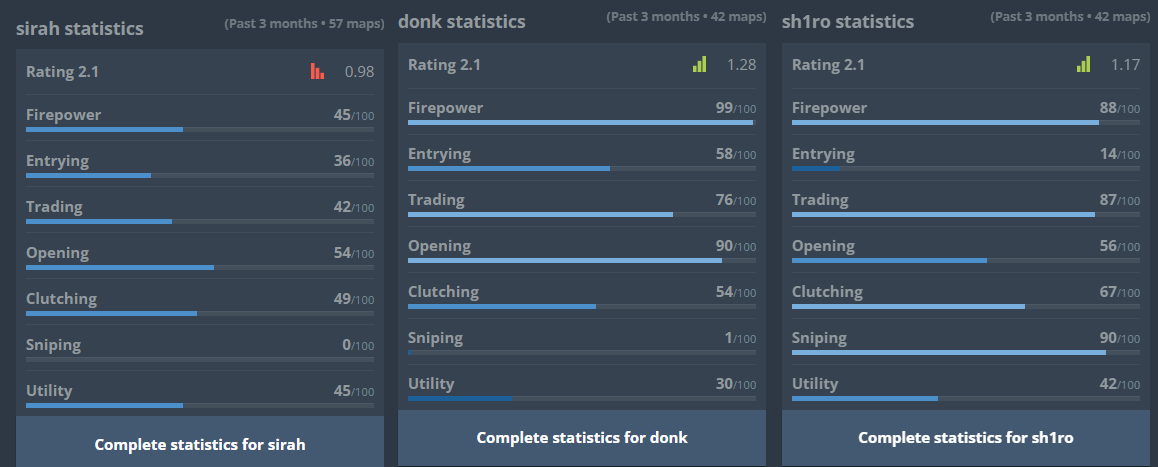 sirah statistics (Past 3 months • 57 maps)
Rating 2.1 0.98
Firepower 45/100
Entrying 36/100
Trading 42/100
Opening 54/100
Clutching 49/100
Sniping 0/100
Utility 45/100
Complete statistics for sirah
donk statistics (Past 3 months • 42 maps)
Rating 2.1 1.28
Firepower 99/100
Entrying 58/100
Trading 76/100
Opening 90/100
Clutching 54/100
Sniping 1/100
Utility 30/100
Complete statistics for donk
sh1ro statistics (Past 3 months • 42 maps)
Rating 2.1 1.17
Firepower 88/100
Entrying 14/100
Trading 87/100
Opening 56/100
Clutching 67/100
Sniping 90/100
Utility 42/100
Complete statistics for sh1ro